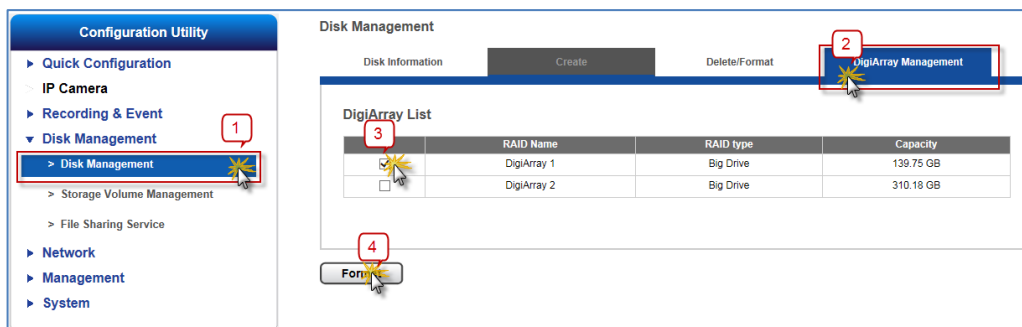 Configuration Utility
Quick Configuration
IP Camera
Recording & Event
1
Disk Management
> Disk Management
> Storage Volume Management
> File Sharing Service
Network
Management
System
Disk Management
2
Disk Information Create Delete/Format DigiArray Management
DigiArray List
3
RAID Name RAID type Capacity
DigiArray 1 Big Drive 139.75 GB
DigiArray 2 Big Drive 310.18 GB
4
Format